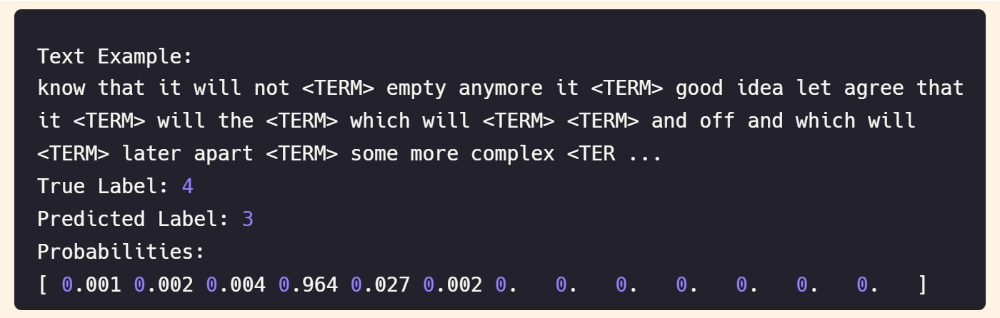 Text Example:
know that it will not <TERM> empty anymore it <TERM> good idea let agree that
it <TERM> will the <TERM> which will <TERM> <TERM> and off and which will
<TERM> later apart <TERM> some more complex <TER ...
True Label: 4
Predicted Label: 3
Probabilities:
[ 0.001 0.002 0.004 0.964 0.027 0.002 0.   0.   0.   0.   0.   0.   0.   ]